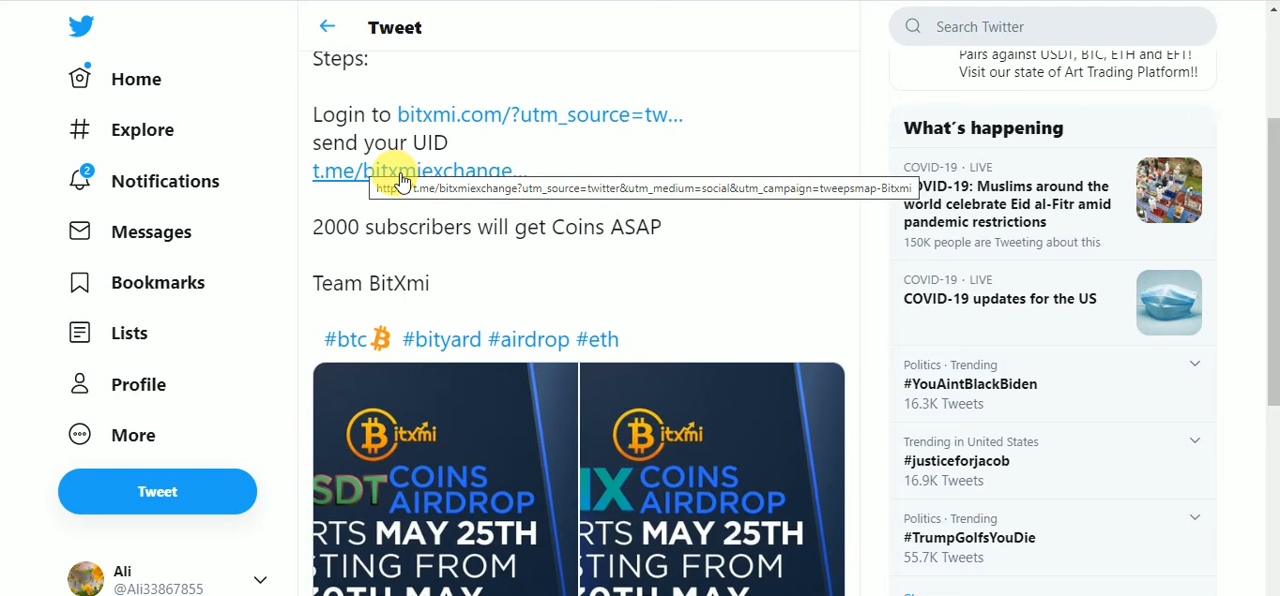 Home
Explore
2
Notifications
Messages
Bookmarks
Lists
Profile
More
Tweet
Ali
@Ali33867855
Tweet
Steps:
Login to bitxmi.com/?utm_source=tw...
send your UID
t.me/bitxmiexchange...
t.me/bitxmiexchange?utm_source=twitter&utm_medium=social&utm_campaign=tweepsmap-Bitxmi
2000 subscribers will get Coins ASAP
Team BitXmi
#btc #bityard #airdrop #eth
Bitxmi
SDT COINS
AIRDROP
RTS MAY 25TH
STING FROM
Bitxmi
IX COINS
AIRDROP
RTS MAY 25TH
TING FROM
Search Twitter
Pairs against USDT, BTC, ETH and EFT!
Visit our state of Art Trading Platform!!
What's happening
COVID-19 · LIVE
COVID-19: Muslims around the
world celebrate Eid al-Fitr amid
pandemic restrictions
150K people are Tweeting about this
COVID-19 · LIVE
COVID-19 updates for the US
Politics · Trending
#YouAintBlackBiden
16.3K Tweets
Trending in United States
#justiceforjacob
16.9K Tweets
Politics · Trending
#TrumpGolfsYouDie
55.7K Tweets